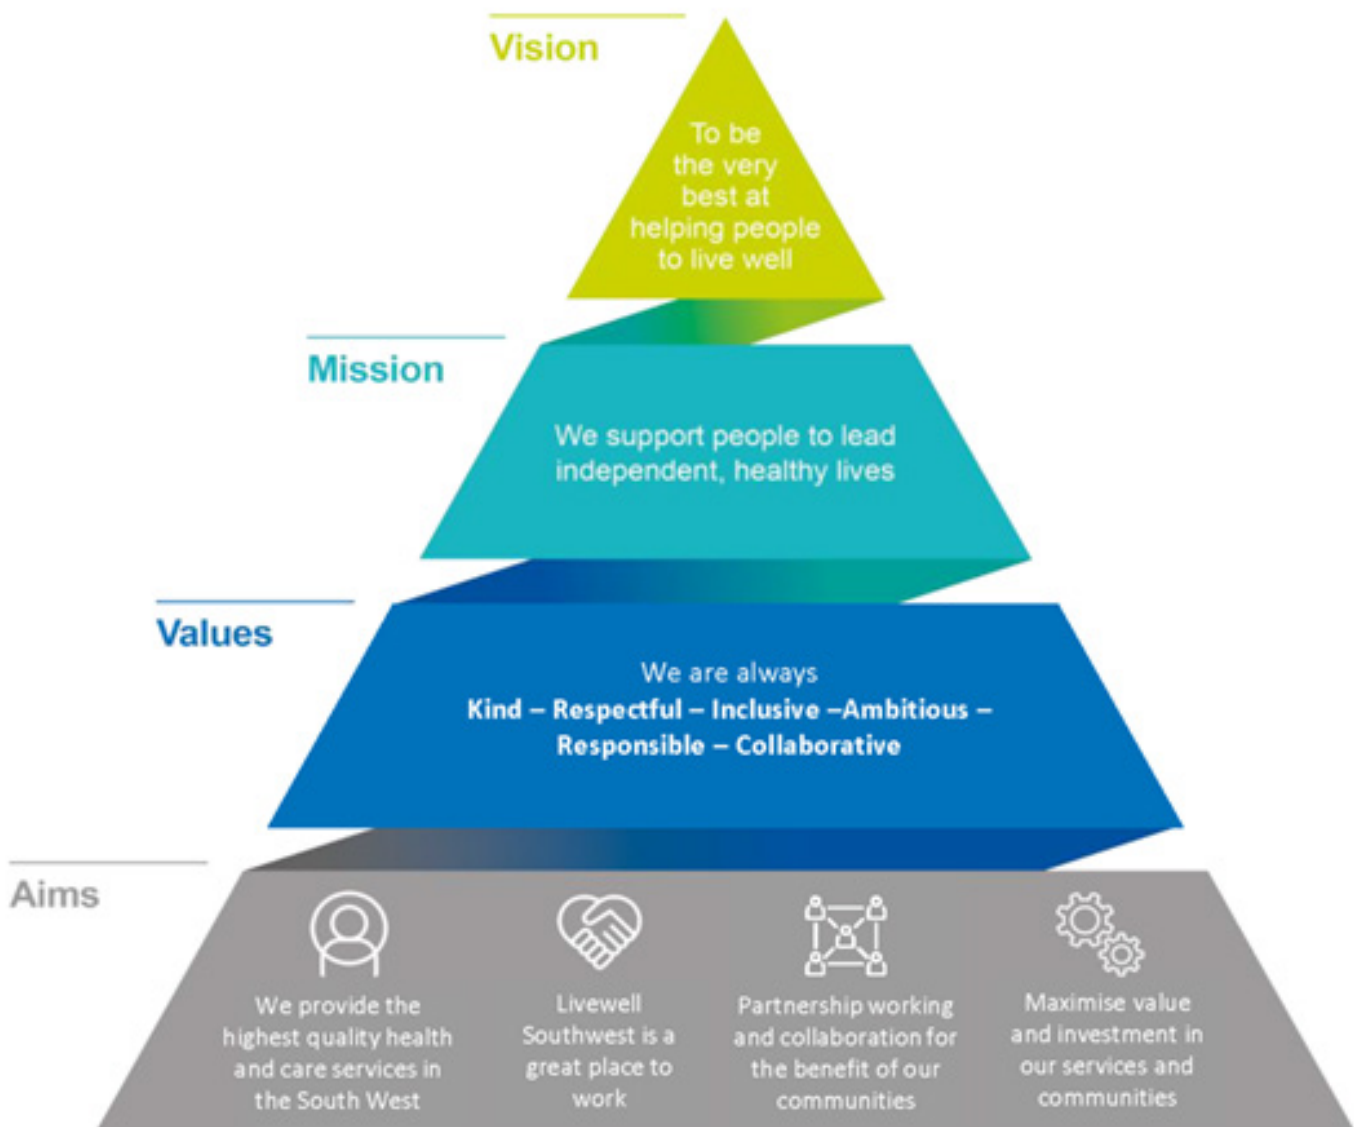 Vision
To be
the very
best at
helping people
to live well
Mission
We support people to lead
independent, healthy lives
Values
We are always
Kind – Respectful – Inclusive –Ambitious –
Responsible – Collaborative
Aims
We provide the
highest quality health
and care services in
the South West
Livewell
Southwest is a
great place to
work
Partnership working
and collaboration for
the benefit of our
communities
Maximise value
and investment in
our services and
communities